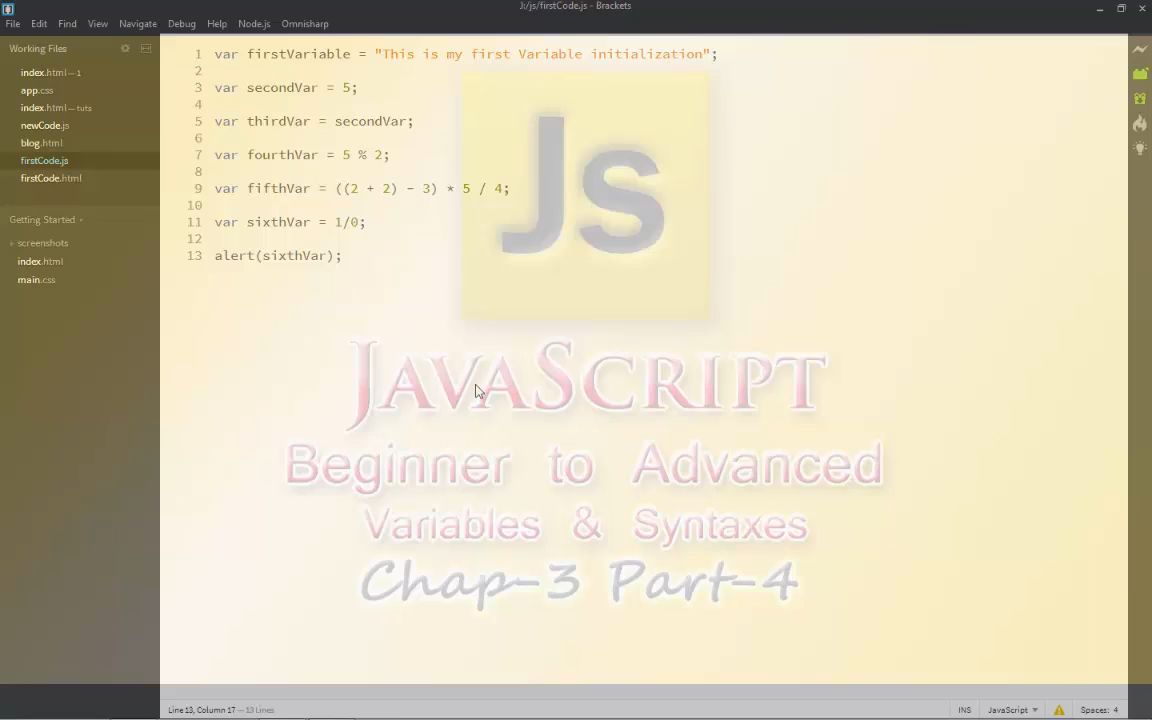 J:/js/firstCode.js - Brackets
File Edit Find View Navigate Debug Help Node.js Omnisharp
Working Files
index.html — 1
app.css
index.html — tuts
newCode.js
blog.html
firstCode.js
firstCode.html
Getting Started
screenshots
index.html
main.css
1 var firstVariable = "This is my first Variable initialization";
2
3 var secondVar = 5;
4
5 var thirdVar = secondVar;
6
7 var fourthVar = 5 % 2;
8
9 var fifthVar = ((2 + 2) - 3) * 5 / 4;
10
11 var sixthVar = 1/0;
12
13 alert(sixthVar);
Js
JavaScript
Beginner to Advanced
Variables & Syntaxes
Chap-3 Part-4
Line 13, Column 17 — 13 Lines
INS JavaScript Spaces: 4